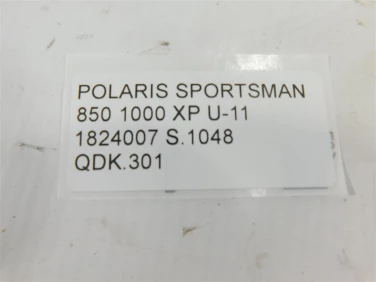 POLARIS SPORTSMAN
850 1000 XP U-11
1824007 S.1048
QDK.301